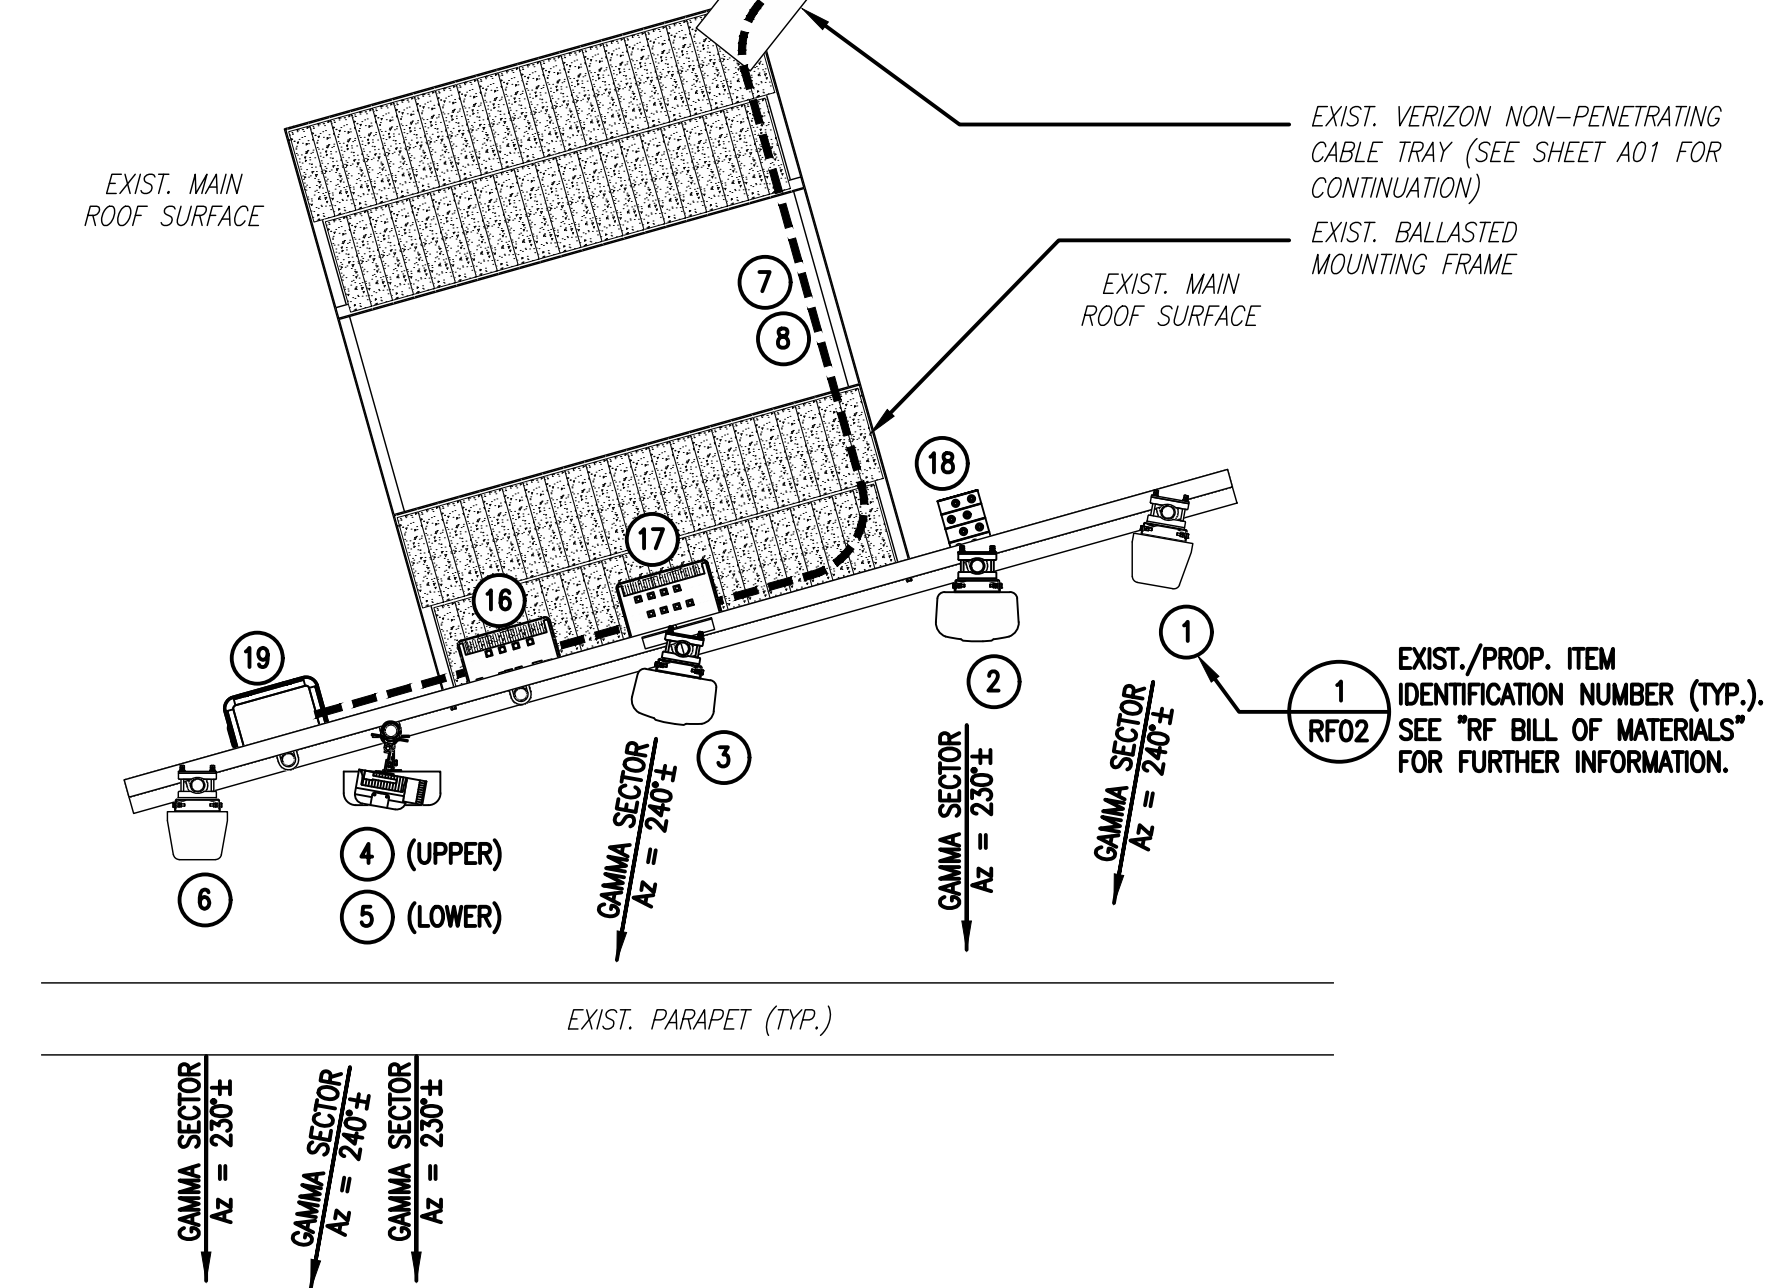 EXIST. VERIZON NON-PENETRATING
CABLE TRAY (SEE SHEET A01 FOR
CONTINUATION)
EXIST. MAIN
ROOF SURFACE
EXIST. BALLASTED
MOUNTING FRAME
EXIST. MAIN
ROOF SURFACE
7
8
18
17
16
19
1
2
3
1
RF02
EXIST./PROP. ITEM
IDENTIFICATION NUMBER (TYP.).
SEE "RF BILL OF MATERIALS"
FOR FURTHER INFORMATION.
4 (UPPER)
5 (LOWER)
6
GAMMA SECTOR
Az = 240°±
GAMMA SECTOR
Az = 230°±
GAMMA SECTOR
Az = 240°±
EXIST. PARAPET (TYP.)
GAMMA SECTOR
Az = 230°±
GAMMA SECTOR
Az = 240°±
GAMMA SECTOR
Az = 230°±